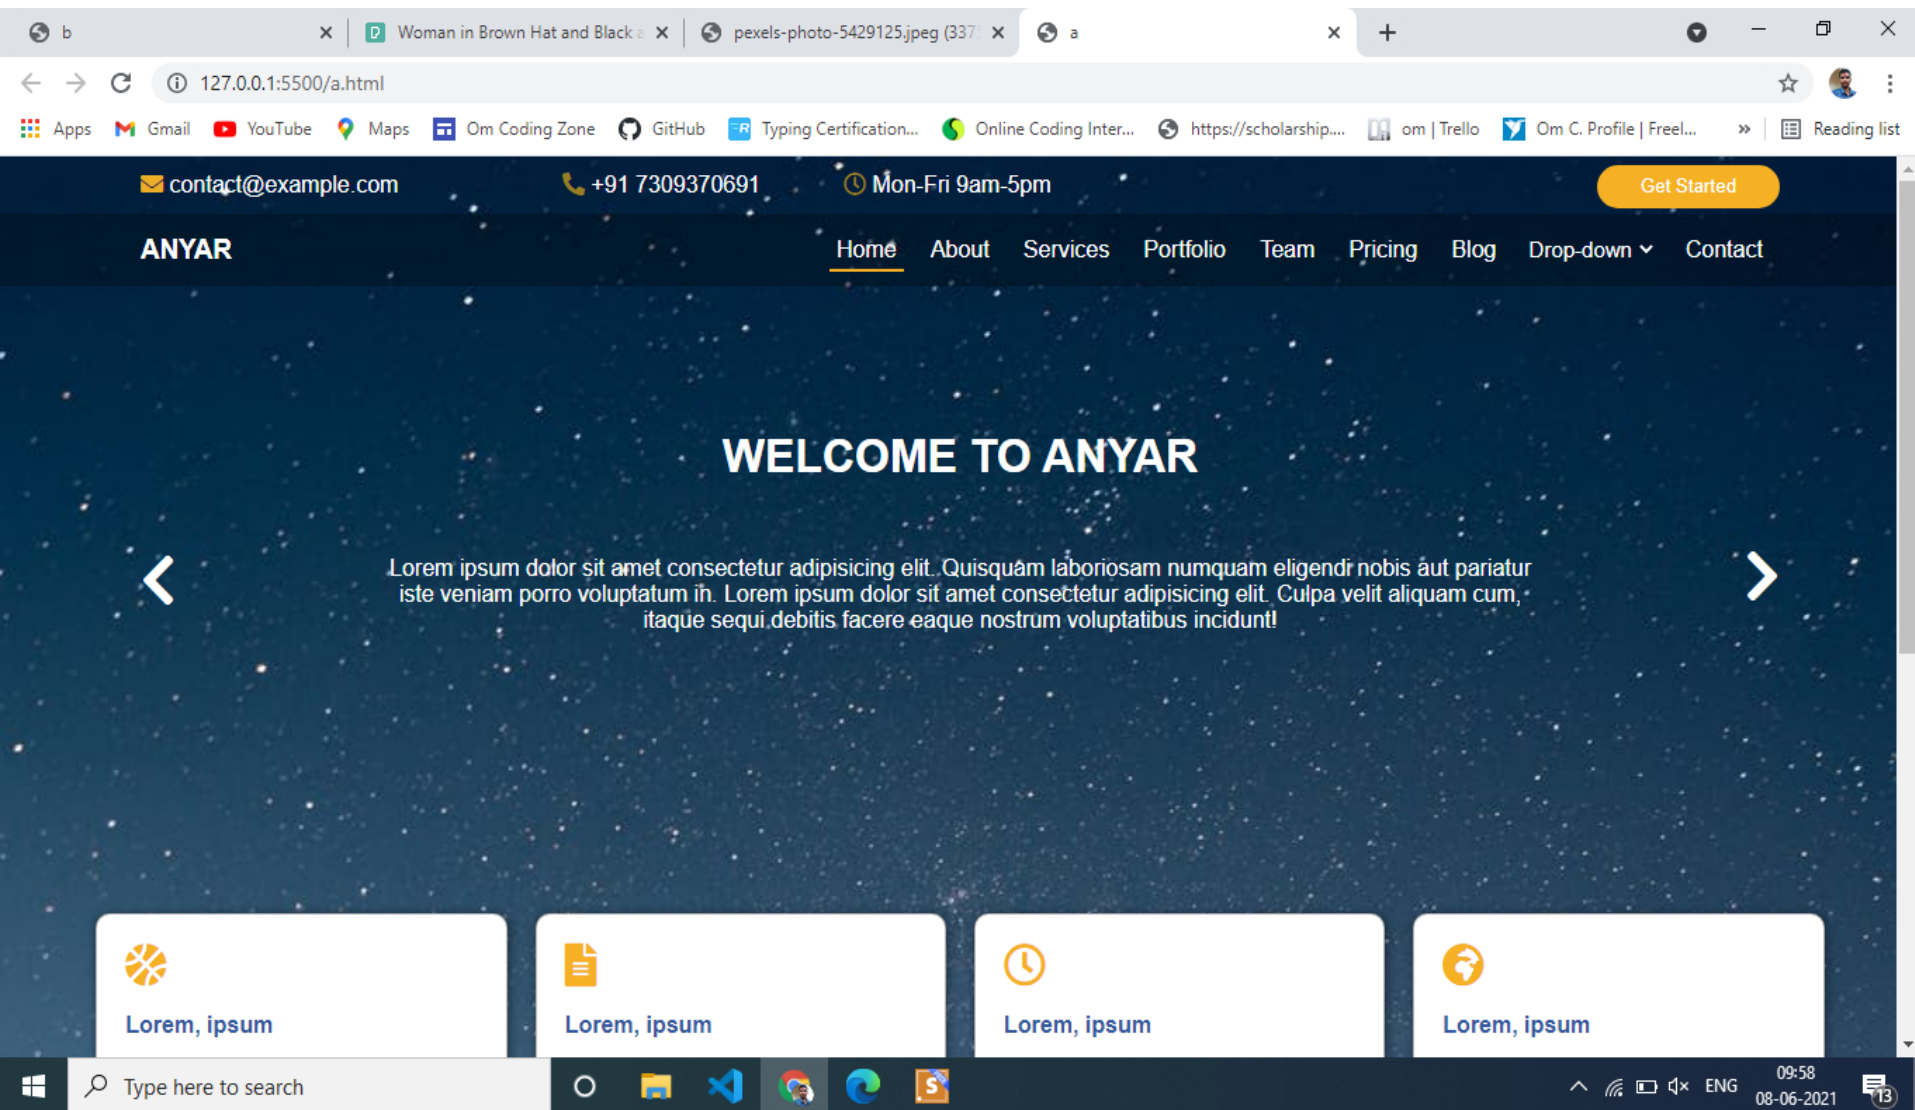 b
Woman in Brown Hat and Black a
pexels-photo-5429125.jpeg (337
a
127.0.0.1:5500/a.html
Apps Gmail YouTube Maps Om Coding Zone GitHub Typing Certification... Online Coding Inter... https://scholarship.... om | Trello Om C. Profile | Freel... » Reading list
contact@example.com +91 7309370691 Mon-Fri 9am-5pm Get Started
ANYAR Home About Services Portfolio Team Pricing Blog Drop-down Contact
WELCOME TO ANYAR
Lorem ipsum dolor sit amet consectetur adipisicing elit. Quisquam laboriosam numquam eligendi nobis aut pariatur
iste veniam porro voluptatum in. Lorem ipsum dolor sit amet consectetur adipisicing elit. Culpa velit aliquam cum,
itaque sequi debitis facere eaque nostrum voluptatibus incidunt!
Lorem, ipsum
Lorem, ipsum
Lorem, ipsum
Lorem, ipsum
Type here to search
S
ENG
09:58
08-06-2021
13